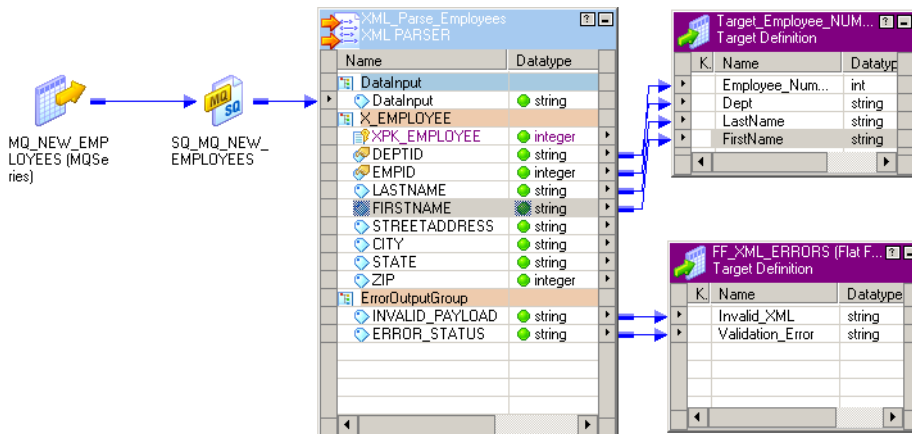 MQ_NEW_EMP
LOYEES (MQSe
ries)
MQ
SQ
SQ_MQ_NEW_
EMPLOYEES
XML_Parse_Employees
XML PARSER
Name Datatype
DataInput
DataInput string
X_EMPLOYEE
XPK_EMPLOYEE integer
DEPTID string
EMPID integer
LASTNAME string
FIRSTNAME string
STREETADDRESS string
CITY string
STATE string
ZIP integer
ErrorOutputGroup
INVALID_PAYLOAD string
ERROR_STATUS string
Target_Employee_NUM...
Target Definition
K. Name Datatyp
Employee_Num... int
Dept string
LastName string
FirstName string
FF_XML_ERRORS (Flat F...
Target Definition
K. Name Datatype
Invalid_XML string
Validation_Error string